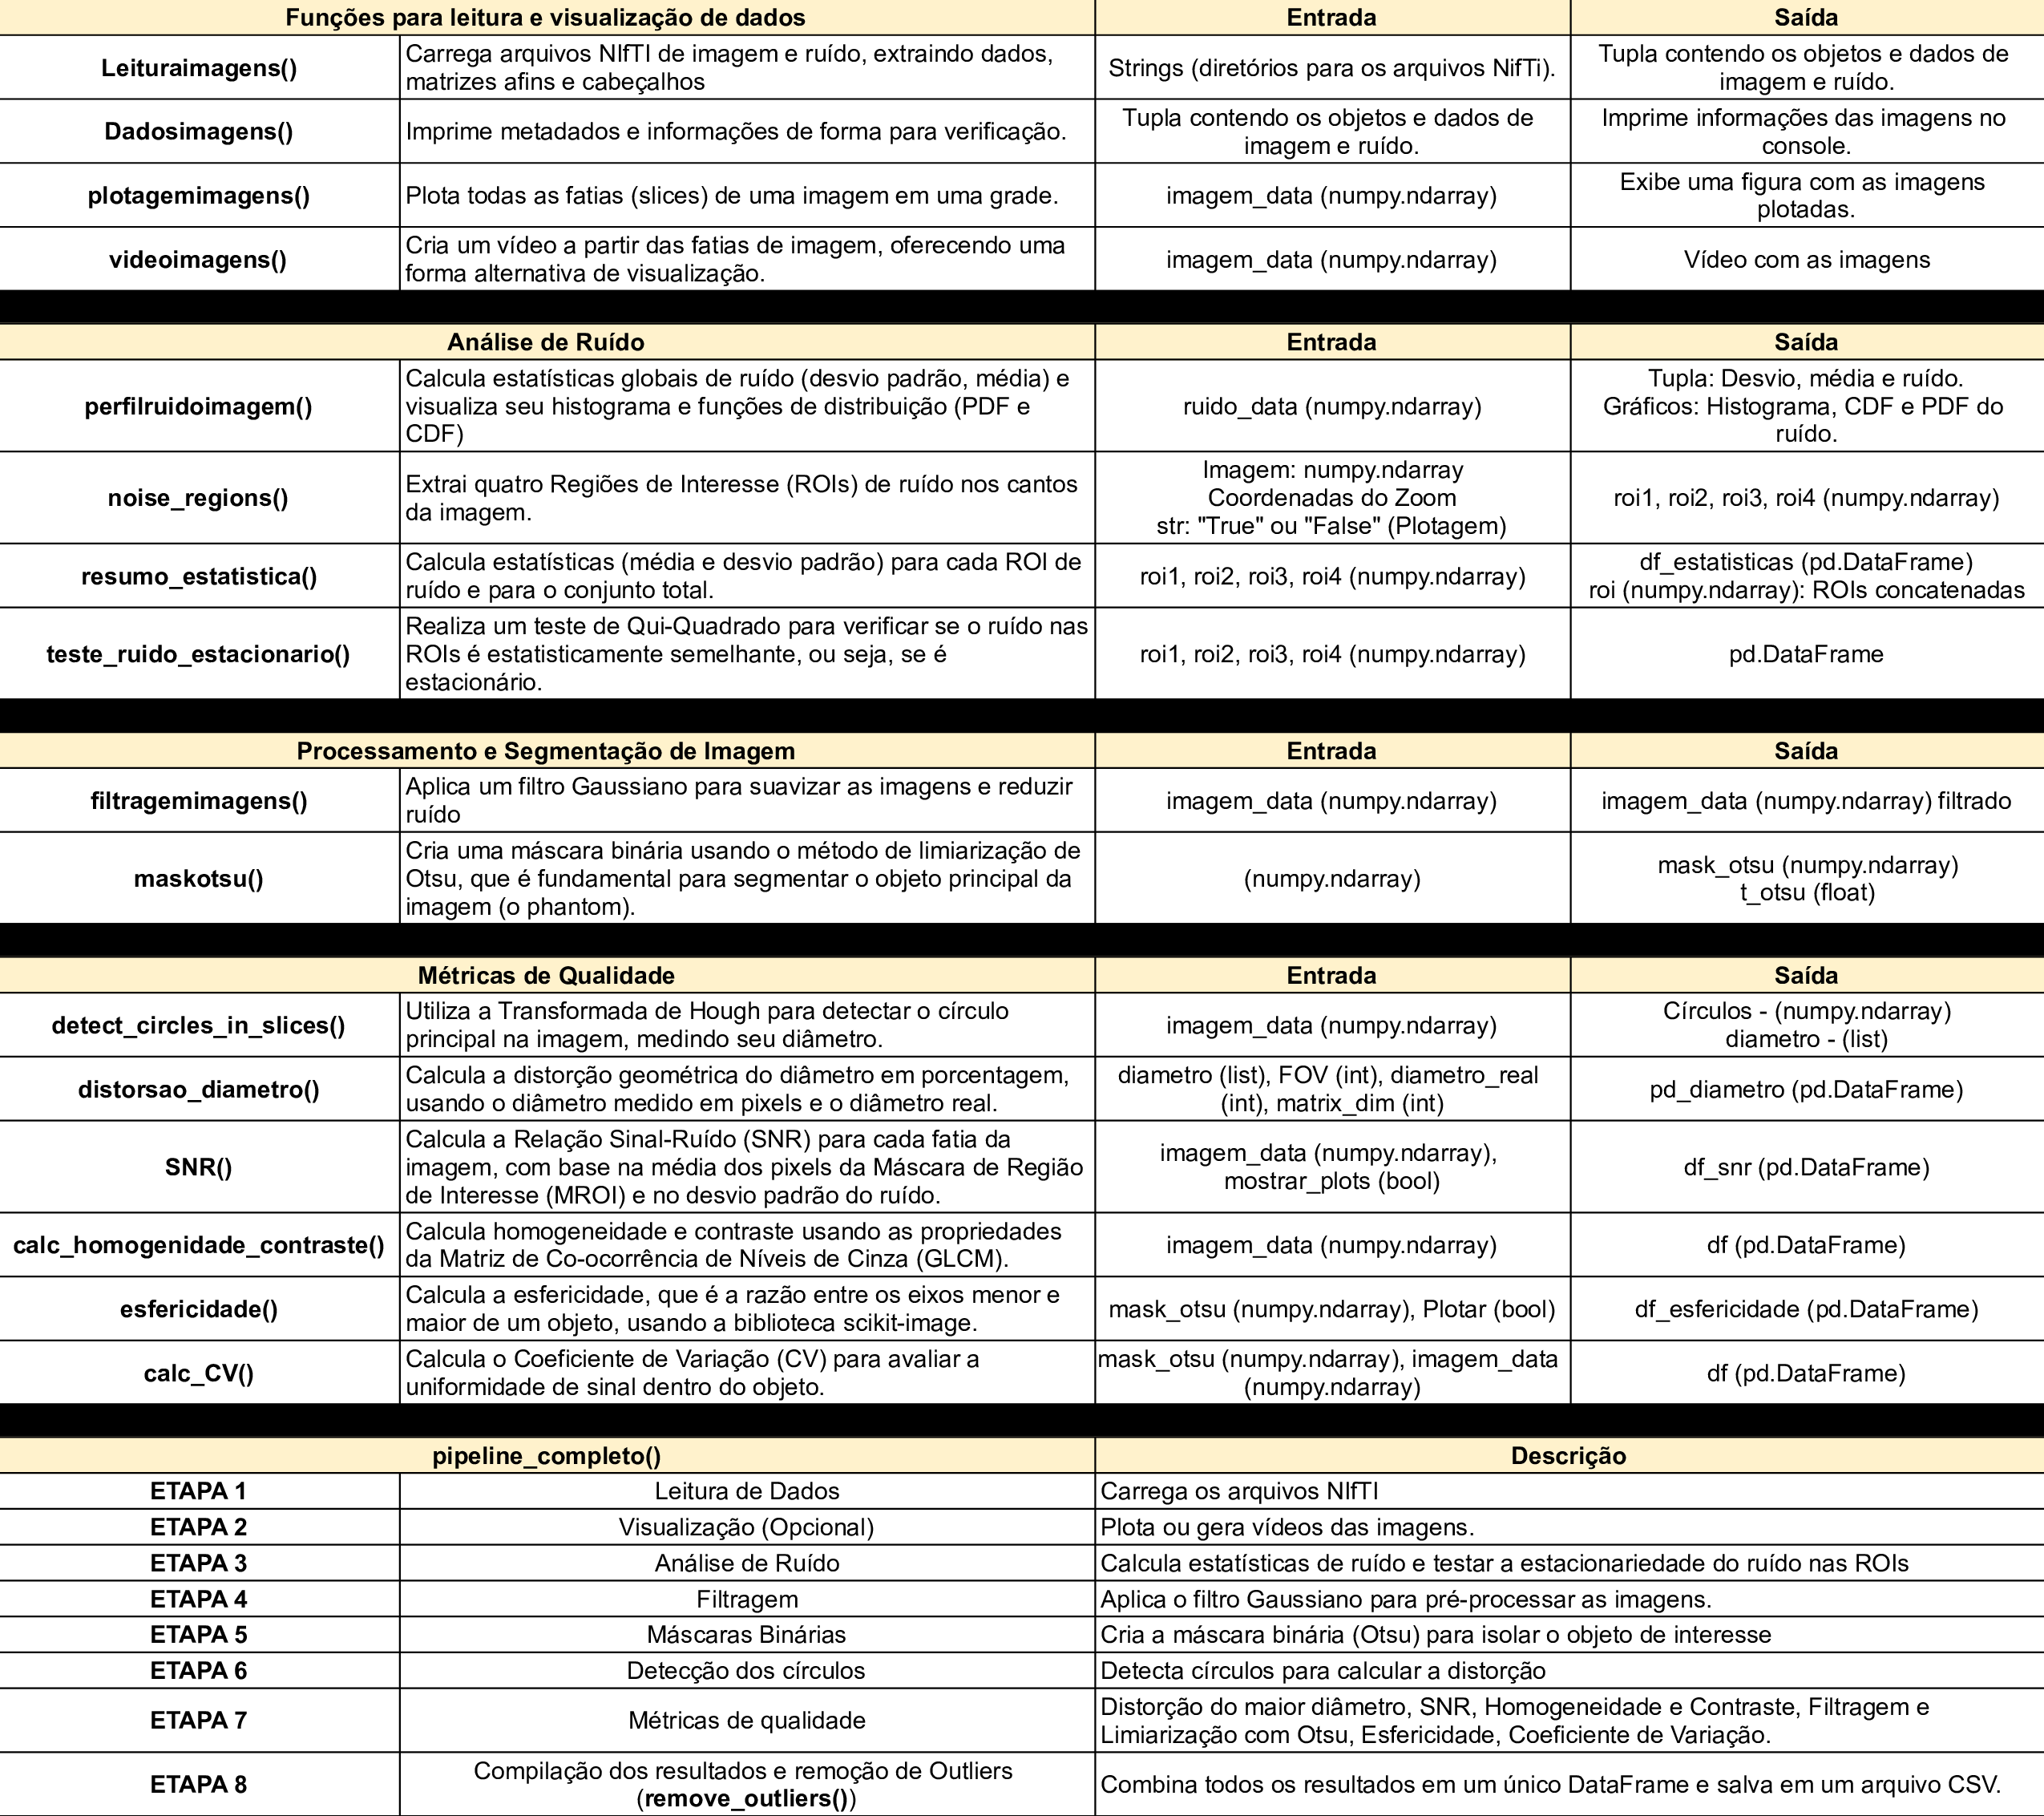 Funções para leitura e visualização de dados
Entrada
Saída
Leituraimagens()
Carrega arquivos NIfTI de imagem e ruído, extraindo dados,
matrizes afins e cabeçalhos
Strings (diretórios para os arquivos NifTi).
Tupla contendo os objetos e dados de
imagem e ruído.
Dadosimagens()
Imprime metadados e informações de forma para verificação.
Tupla contendo os objetos e dados de
imagem e ruído.
Imprime informações das imagens no
console.
plotagemimagens()
Plota todas as fatias (slices) de uma imagem em uma grade.
imagem_data (numpy.ndarray)
Exibe uma figura com as imagens
plotadas.
videoimagens()
Cria um vídeo a partir das fatias de imagem, oferecendo uma
forma alternativa de visualização.
imagem_data (numpy.ndarray)
Vídeo com as imagens
Análise de Ruído
Entrada
Saída
perfilruidoimagem()
Calcula estatísticas globais de ruído (desvio padrão, média) e
visualiza seu histograma e funções de distribuição (PDF e
CDF)
ruido_data (numpy.ndarray)
Tupla: Desvio, média e ruído.
Gráficos: Histograma, CDF e PDF do
ruído.
noise_regions()
Extrai quatro Regiões de Interesse (ROIs) de ruído nos cantos
da imagem.
Imagem: numpy.ndarray
Coordenadas do Zoom
str: "True" ou "False" (Plotagem)
roi1, roi2, roi3, roi4 (numpy.ndarray)
resumo_estatistica()
Calcula estatísticas (média e desvio padrão) para cada ROI de
ruído e para o conjunto total.
roi1, roi2, roi3, roi4 (numpy.ndarray)
df_estatisticas (pd.DataFrame)
roi (numpy.ndarray): ROIs concatenadas
teste_ruido_estacionario()
Realiza um teste de Qui-Quadrado para verificar se o ruído nas
ROIs é estatisticamente semelhante, ou seja, se é
estacionário.
roi1, roi2, roi3, roi4 (numpy.ndarray)
pd.DataFrame
Processamento e Segmentação de Imagem
Entrada
Saída
filtragemimagens()
Aplica um filtro Gaussiano para suavizar as imagens e reduzir
ruído
imagem_data (numpy.ndarray)
imagem_data (numpy.ndarray) filtrado
maskotsu()
Cria uma máscara binária usando o método de limiarização de
Otsu, que é fundamental para segmentar o objeto principal da
imagem (o phantom).
(numpy.ndarray)
mask_otsu (numpy.ndarray)
t_otsu (float)
Métricas de Qualidade
Entrada
Saída
detect_circles_in_slices()
Utiliza a Transformada de Hough para detectar o círculo
principal na imagem, medindo seu diâmetro.
imagem_data (numpy.ndarray)
Círculos - (numpy.ndarray)
diametro - (list)
distorsao_diametro()
Calcula a distorção geométrica do diâmetro em porcentagem,
usando o diâmetro medido em pixels e o diâmetro real.
diametro (list), FOV (int), diametro_real
(int), matrix_dim (int)
pd_diametro (pd.DataFrame)
SNR()
Calcula a Relação Sinal-Ruído (SNR) para cada fatia da
imagem, com base na média dos pixels da Máscara de Região
de Interesse (MROI) e no desvio padrão do ruído.
imagem_data (numpy.ndarray),
mostrar_plots (bool)
df_snr (pd.DataFrame)
calc_homogenidade_contraste()
Calcula homogeneidade e contraste usando as propriedades
da Matriz de Co-ocorrência de Níveis de Cinza (GLCM).
imagem_data (numpy.ndarray)
df (pd.DataFrame)
esfericidade()
Calcula a esfericidade, que é a razão entre os eixos menor e
maior de um objeto, usando a biblioteca scikit-image.
mask_otsu (numpy.ndarray), Plotar (bool)
df_esfericidade (pd.DataFrame)
calc_CV()
Calcula o Coeficiente de Variação (CV) para avaliar a
uniformidade de sinal dentro do objeto.
mask_otsu (numpy.ndarray), imagem_data
(numpy.ndarray)
df (pd.DataFrame)
pipeline_completo()
Descrição
ETAPA 1
Leitura de Dados
Carrega os arquivos NIfTI
ETAPA 2
Visualização (Opcional)
Plota ou gera vídeos das imagens.
ETAPA 3
Análise de Ruído
Calcula estatísticas de ruído e testar a estacionariedade do ruído nas ROIs
ETAPA 4
Filtragem
Aplica o filtro Gaussiano para pré-processar as imagens.
ETAPA 5
Máscaras Binárias
Cria a máscara binária (Otsu) para isolar o objeto de interesse
ETAPA 6
Detecção dos círculos
Detecta círculos para calcular a distorção
ETAPA 7
Métricas de qualidade
Distorção do maior diâmetro, SNR, Homogeneidade e Contraste, Filtragem e
Limiarização com Otsu, Esfericidade, Coeficiente de Variação.
ETAPA 8
Compilação dos resultados e remoção de Outliers
(remove_outliers())
Combina todos os resultados em um único DataFrame e salva em um arquivo CSV.